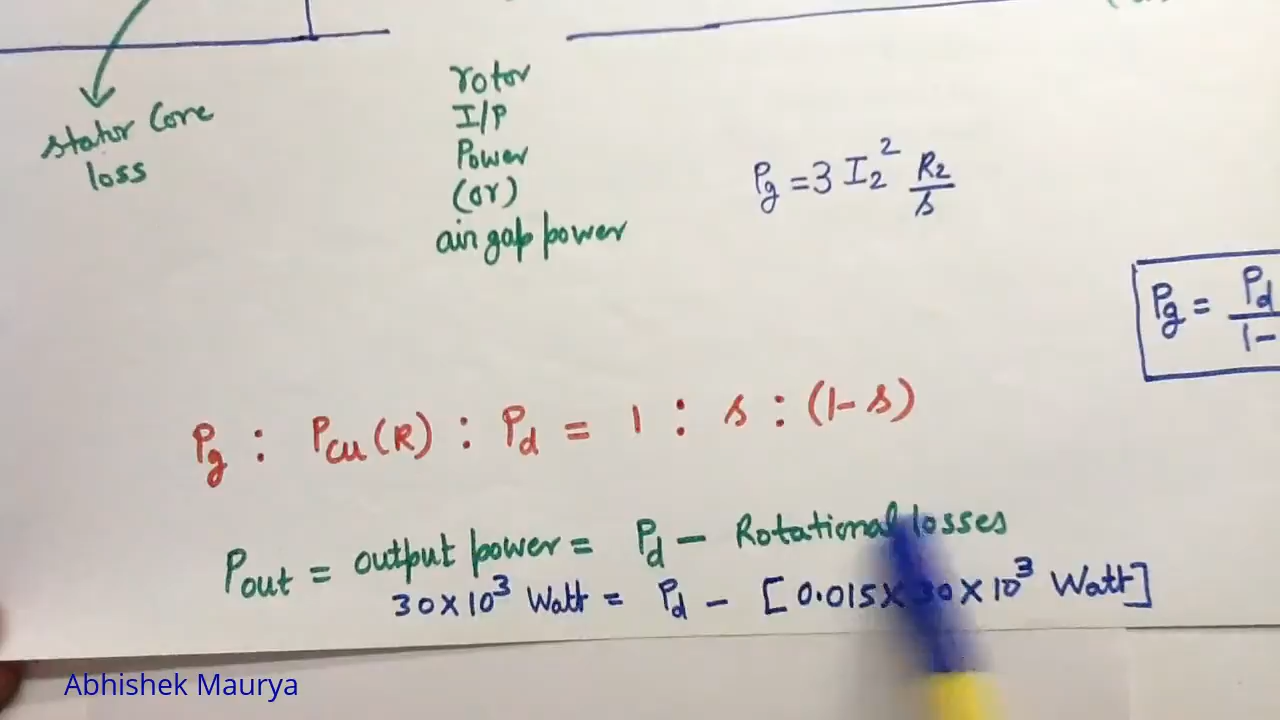 stator Core
loss
rotor
I/P
Power
(or)
air gap power
Pg = 3 I₂² R₂/s
Pg = Pd
1-
Pg : Pcu(R) : Pd = 1 : s : (1-s)
Pout = output power = Pd - Rotational losses
30×10³ Watt = Pd - [0.015×30×10³ Watt]
Abhishek Maurya